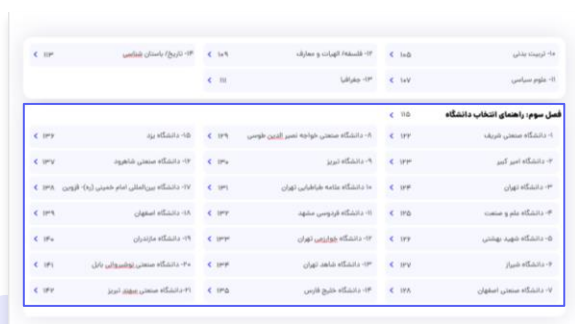 ۱۰- تربیت بدنی ۱۰۵ ۱۲- فلسفه/ الهیات و معارف ۱۰۹ ۱۴- تاریخ/ باستان شناسی ۱۱۳
۱۱- علوم سیاسی ۱۰۷ ۱۳- جغرافیا ۱۱۱
فصل سوم: راهنمای انتخاب دانشگاه ۱۱۵
۱- دانشگاه صنعتی شریف ۱۲۲ ۸- دانشگاه صنعتی خواجه نصیر الدین طوسی ۱۲۹ ۱۵- دانشگاه یزد ۱۳۶
۲- دانشگاه امیر کبیر ۱۲۳ ۹- دانشگاه تبریز ۱۳۰ ۱۶- دانشگاه صنعتی شاهرود ۱۳۷
۳- دانشگاه تهران ۱۲۴ ۱۰- دانشگاه علامه طباطبایی تهران ۱۳۱ ۱۷- دانشگاه بین‌المللی امام خمینی (ره)- قزوین ۱۳۸
۴- دانشگاه علم و صنعت ۱۲۵ ۱۱- دانشگاه فردوسی مشهد ۱۳۲ ۱۸- دانشگاه اصفهان ۱۳۹
۵- دانشگاه شهید بهشتی ۱۲۶ ۱۲- دانشگاه خوارزمی تهران ۱۳۳ ۱۹- دانشگاه مازندران ۱۴۰
۶- دانشگاه شیراز ۱۲۷ ۱۳- دانشگاه شاهد تهران ۱۳۴ ۲۰- دانشگاه صنعتی نوشیروانی بابل ۱۴۱
۷- دانشگاه صنعتی اصفهان ۱۲۸ ۱۴- دانشگاه خلیج فارس ۱۳۵ ۲۱- دانشگاه صنعتی سهند تبریز ۱۴۲